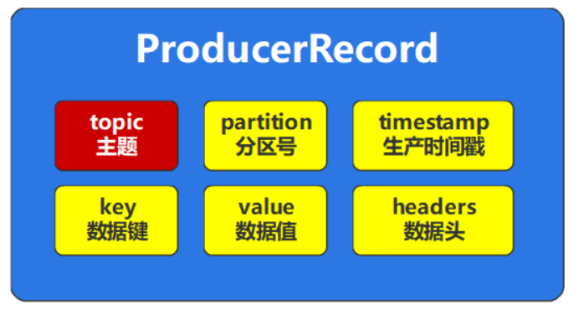 ProducerRecord
topic
主题
partition
分区号
timestamp
生产时间戳
key
数据键
value
数据值
headers
数据头